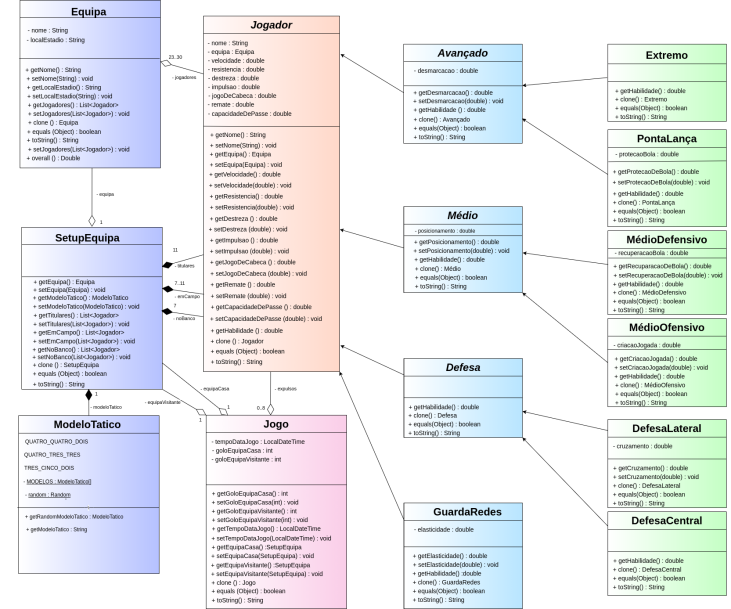 Equipa
- nome : String
- localEstadio : String
+ getNome() : String
+ setNome(String) : void
+ getLocalEstadio() : String
+ setLocalEstadio(String) : void
+ getJogadores() : List<Jogador>
+ setJogadores(List<Jogador>) : void
+ clone () : Equipa
+ equals (Object) : boolean
+ toString() : String
+ setJogadores(List<Jogador>) : void
+ overall () : Double
23..30
- jogadores
- equipa
1
SetupEquipa
+ getEquipa() : Equipa
+ setEquipa(Equipa) : void
+ getModeloTatico() : ModeloTatico
+ setModeloTatico(ModeloTatico) : void
+ getTitulares() : List<Jogador>
+ setTitulares(List<Jogador>) : void
+ getEmCampo() : List<Jogador>
+ setEmCampo(List<Jogador>) : void
+ getNoBanco() : List<Jogador>
+ setNoBanco(List<Jogador>) : void
+ clone () : SetupEquipa
+ equals (Object) : boolean
+ toString() : String
11
- titulares
7..11
- emCampo
7
- noBanco
1
- modeloTatico
- equipaCasa
- equipaVisitante
1
1
ModeloTatico
QUATRO_QUATRO_DOIS
QUATRO_TRES_TRES
TRES_CINCO_DOIS
- MODELOS : ModeloTatico[]
- random : Random
+ getRandomModeloTatico : ModeloTatico
+ getModeloTatico : String
Jogador
- nome : String
- equipa : Equipa
- velocidade : double
- resistencia : double
- destreza : double
- impulsao : double
- jogoDeCabeca : double
- remate : double
- capacidadeDePasse : double
+ getNome() : String
+ setNome(String) : void
+ getEquipa() : Equipa
+ setEquipa(Equipa) : void
+ getVelocidade() : double
+ setVelocidade(double) : void
+ getResistencia() : double
+ setResistencia(double) : void
+ getDestreza () : double
+ setDestreza (double) : void
+ getImpulsao () : double
+ setImpulsao (double) : void
+ getJogoDeCabeca () : double
+ setJogoDeCabeca (double) : void
+ getRemate () : double
+ setRemate (double) : void
+ getCapacidadeDePasse () : double
+ setCapacidadeDePasse (double) : void
+ getHabilidade () : double
+ clone () : Jogador
+ equals (Object) : boolean
+ toString() : String
- expulsos
0..8
Jogo
- tempoDataJogo : LocalDateTime
- goloEquipaCasa : int
- goloEquipaVisitante : int
+ getGoloEquipaCasa() : int
+ setGoloEquipaCasa(int) : void
+ getGoloEquipaVisitante() : int
+ setGoloEquipaVisitante(int) : void
+ getTempoDataJogo() : LocalDateTime
+ setTempoDataJogo(LocalDateTime) : void
+ getEquipaCasa() :SetupEquipa
+ setEquipaCasa(SetupEquipa) : void
+ getEquipaVisitante() :SetupEquipa
+ setEquipaVisitante(SetupEquipa) : void
+ clone() : Jogo
+ equals (Object) : boolean
+ toString() : String
Avançado
- desmarcacao : double
+ getDesmarcacao() : double
+ setDesmarcacao(double) : void
+ getHabilidade () : double
+ clone() : Avançado
+ equals(Object) : boolean
+ toString() : String
Médio
- posicionamento : double
+ getPosicionamento() : double
+ setPosicionamento(double) : void
+ getHabilidade() : double
+ clone() : Médio
+ equals(Object) : boolean
+ toString() : String
Defesa
+ getHabilidade() : double
+ clone() : Defesa
+ equals(Object) : boolean
+ toString() : String
GuardaRedes
- elasticidade : double
+ getElasticidade() : double
+ setElasticidade(double) : void
+ getHabilidade() :double
+ clone() : GuardaRedes
+ equals(Object) : boolean
+ toString() : String
Extremo
+ getHabilidade() : double
+ clone() : Extremo
+ equals(Object) : boolean
+ toString() : String
PontaLança
- protecaoBola : double
+ getProtecaoDeBola() : double
+ setProtecaoDeBola(double) : void
+ getHabilidade() : double
+ clone() : PontaLança
+ equals(Object) : boolean
+ toString() : String
MédioDefensivo
- recuperacaoBola : double
+ getRecuparacaoDeBola() : double
+ setRecuperacaoDeBola(double) : void
+ getHabilidade() : double
+ clone() : MédioDefensivo
+ equals(Object) : boolean
+ toString() : String
MédioOfensivo
- criacaoJogada : double
+ getCriacaoJogada() : double
+ setCriacaoJogada(double) : void
+ getHabilidade() : double
+ clone() : MédioOfensivo
+ equals(Object) : boolean
+ toString() : String
DefesaLateral
- cruzamento : double
+ getCruzamento() : double
+ setCruzamento(double) : void
+ clone() : DefesaLateral
+ equals(Object) : boolean
+ toString() : String
DefesaCentral
+ getHabilidade() : double
+ clone() : DefesaCentral
+ equals(Object) : boolean
+ toString() : String